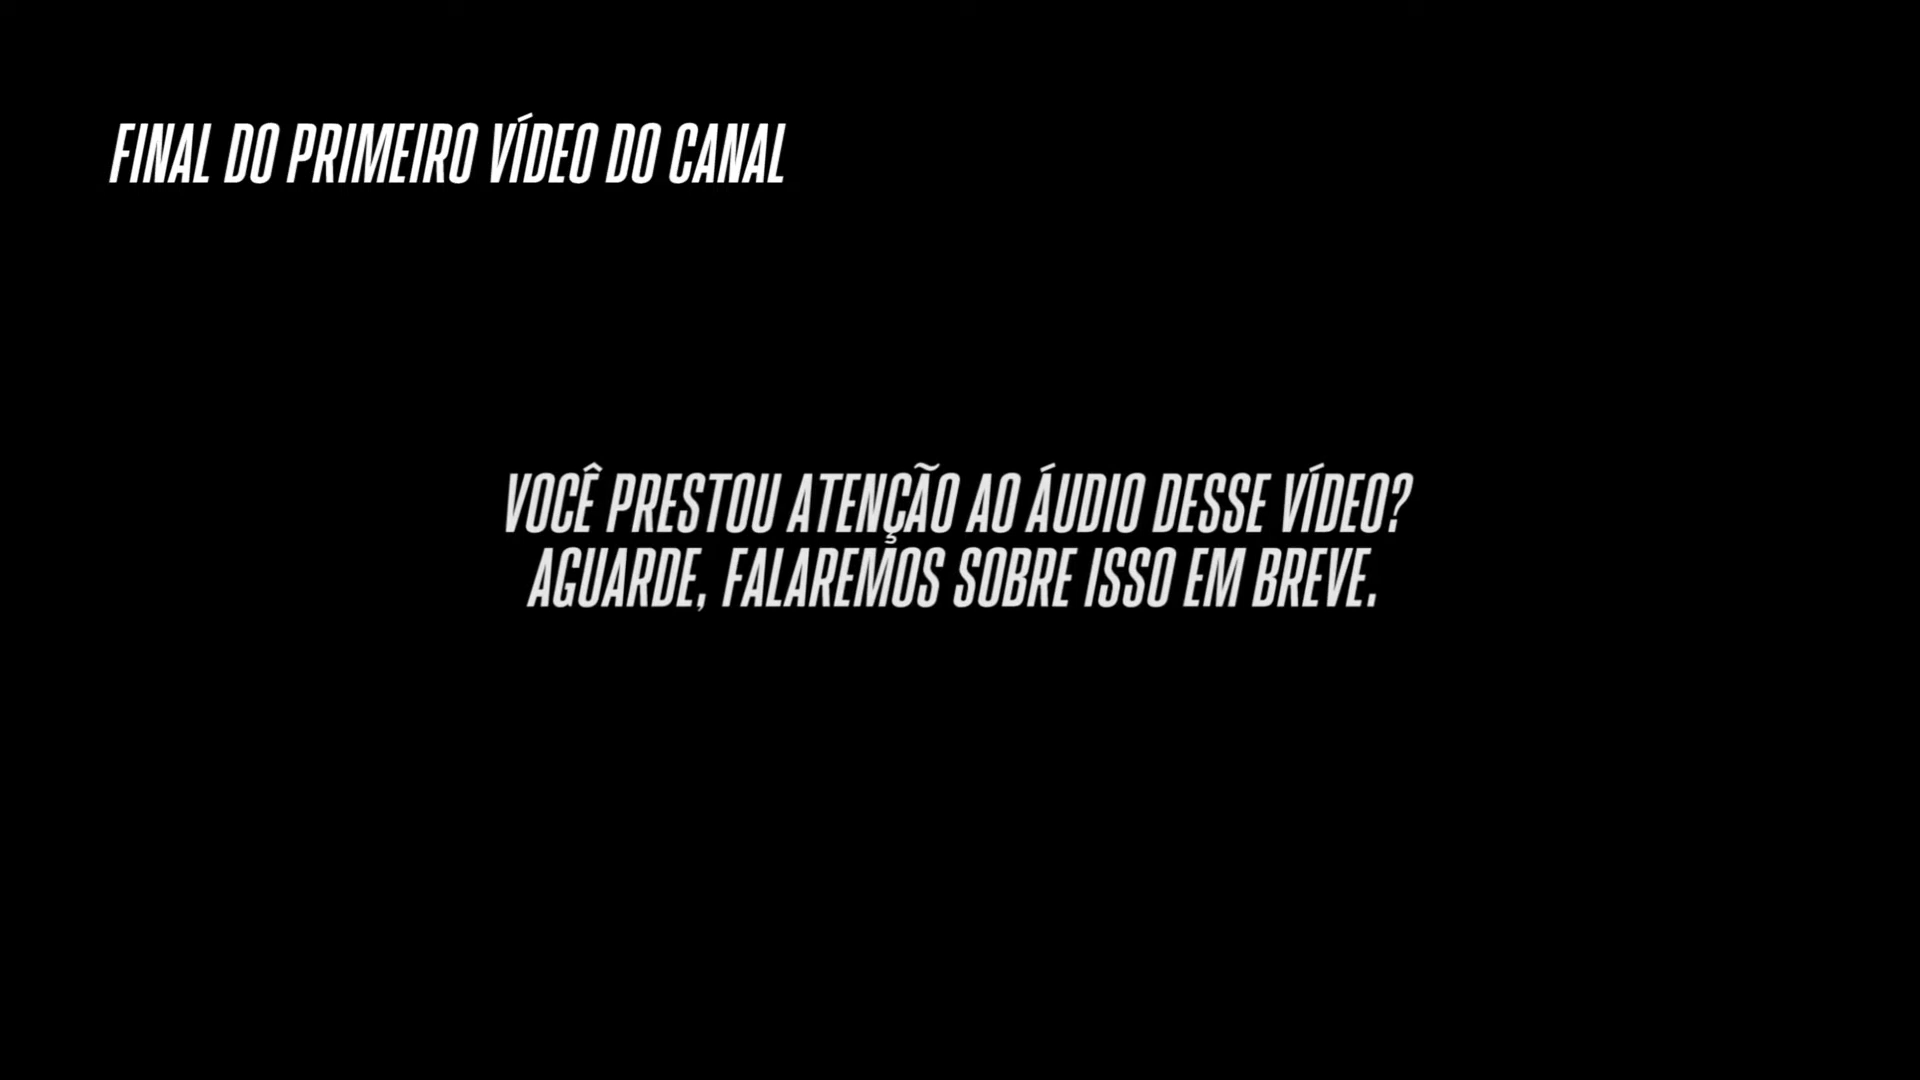 FINAL DO PRIMEIRO VÍDEO DO CANAL
VOCÊ PRESTOU ATENÇÃO AO ÁUDIO DESSE VÍDEO?
AGUARDE, FALAREMOS SOBRE ISSO EM BREVE.